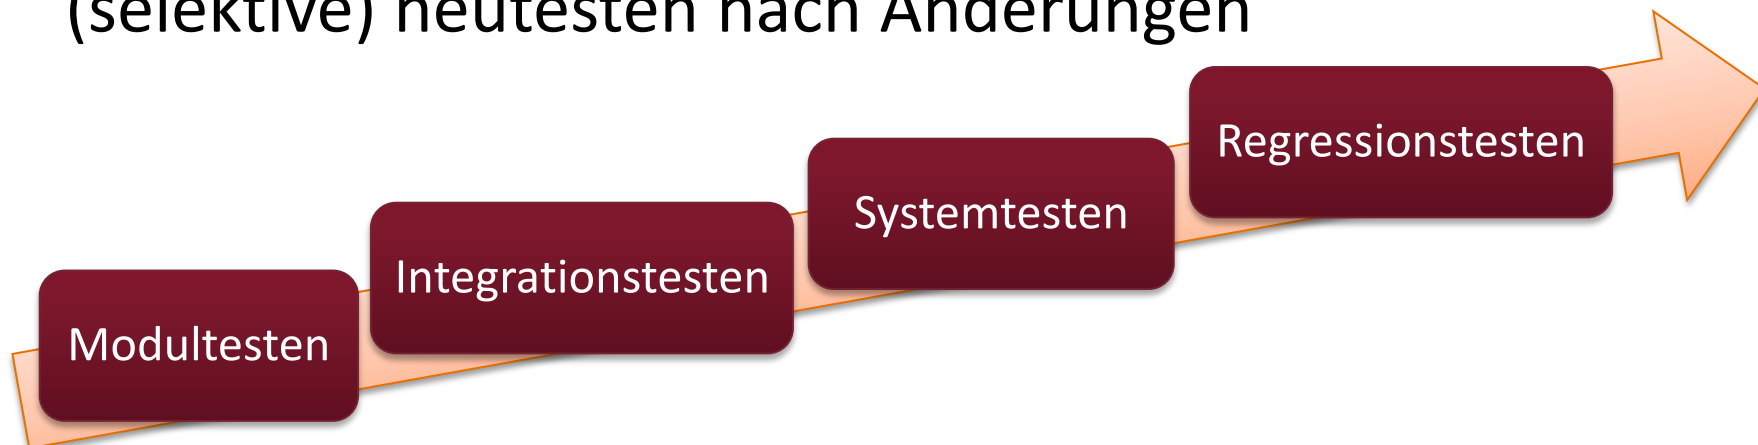 (selektive) neutesten nach Änderungen
Regressionstesten
Systemtesten
Integrationstesten
Modultesten